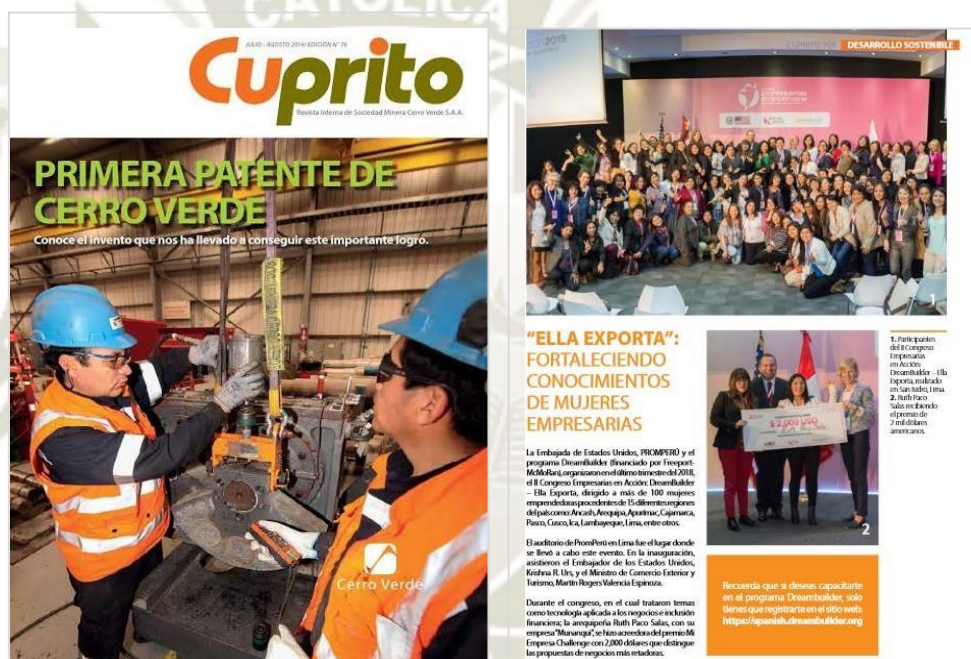 CATOLICA
JULIO - AGOSTO 2014/ EDICIÓN N° 76
Cuprito
Revista Interna de Sociedad Minera Cerro Verde S.A.A.
PRIMERA PATENTE DE
CERRO VERDE
Conoce el invento que nos ha llevado a conseguir este importante logro.
Cerro Verde
CUPRITO 101
DESARROLLO SOSTENIBLE
1
"ELLA EXPORTA":
FORTALECIENDO
CONOCIMIENTOS
DE MUJERES
EMPRESARIAS
La Embajada de Estados Unidos, PROMPERÚ y el
programa DreamBuilder (financiado por Freeport-
McMoRan), organizaron en el último trimestre del 2018,
el II Congreso Empresarias en Acción: DreamBuilder
– Ella Exporta, dirigido a más de 100 mujeres
emprendedoras procedentes de 15 diferentes regiones
del país como: Ancash, Arequipa, Apurímac, Cajamarca,
Pasco, Cusco, Ica, Lambayeque, Lima, entre otros.
El auditorio de PromPerú en Lima fue el lugar donde
se llevó a cabo este evento. En la inauguración,
asistieron el Embajador de los Estados Unidos,
Krishna R. Urs, y el Ministro de Comercio Exterior y
Turismo, Martín Rogers Valencia Espinoza.
Durante el congreso, en el cual trataron temas
como tecnología aplicada a los negocios e inclusión
financiera; la arequipeña Ruth Paco Salas, con su
empresa "Munanqui", se hizo acreedora del premio Mi
Empresa Challenge con 2,000 dólares que distingue
las propuestas de negocios más retadoras.
$ 2,000 USD
2
1. Participantes
del II Congreso
Empresarias
en Acción:
DreamBuilder – Ella
Exporta, realizado
en San Isidro, Lima.
2. Ruth Paco
Salas recibiendo
el premio de
2 mil dólares
americanos.
Recuerda que si deseas capacitarte
en el programa Dreambuilder, solo
tienes que registrarte en el sitio web:
https://spanish.dreambuilder.org